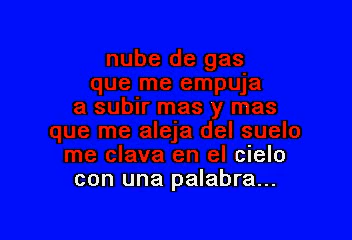 nube de gas
que me empuja
a subir mas y mas
que me aleja del suelo
me clava en el cielo
con una palabra...